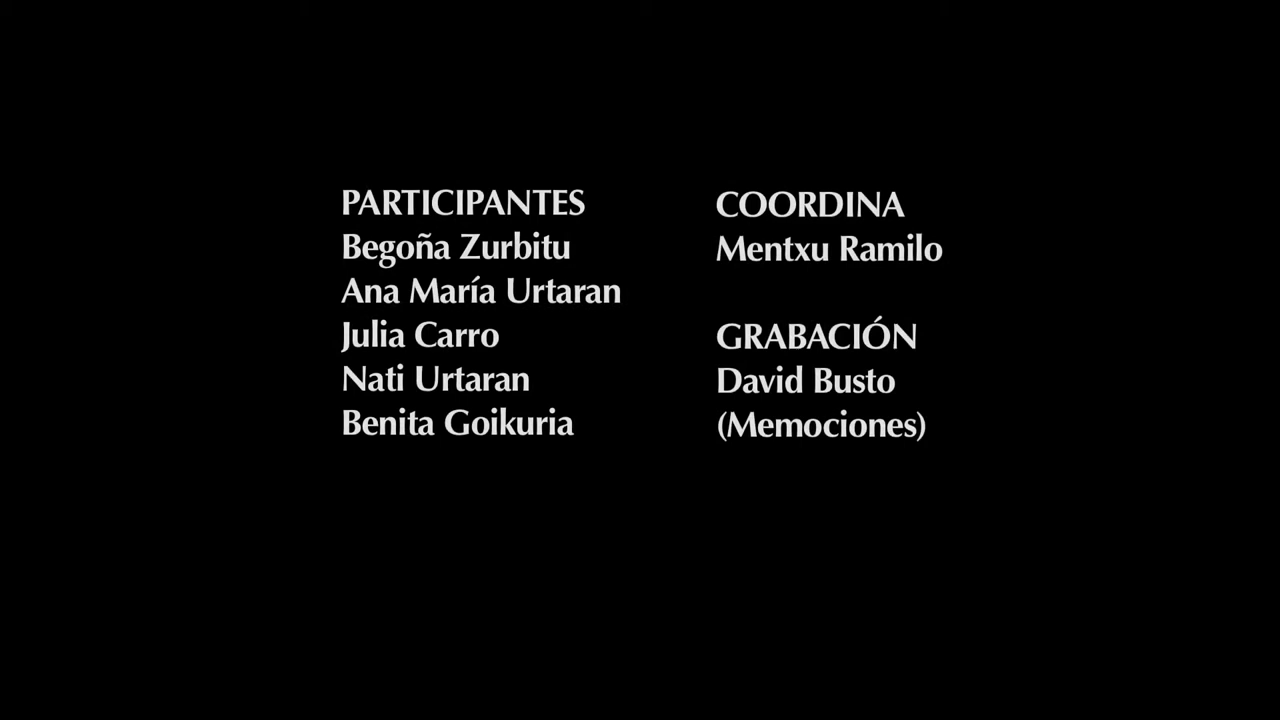 PARTICIPANTES
Begoña Zurbitu
Ana María Urtaran
Julia Carro
Nati Urtaran
Benita Goikuria
COORDINA
Mentxu Ramilo
GRABACIÓN
David Busto
(Memociones)